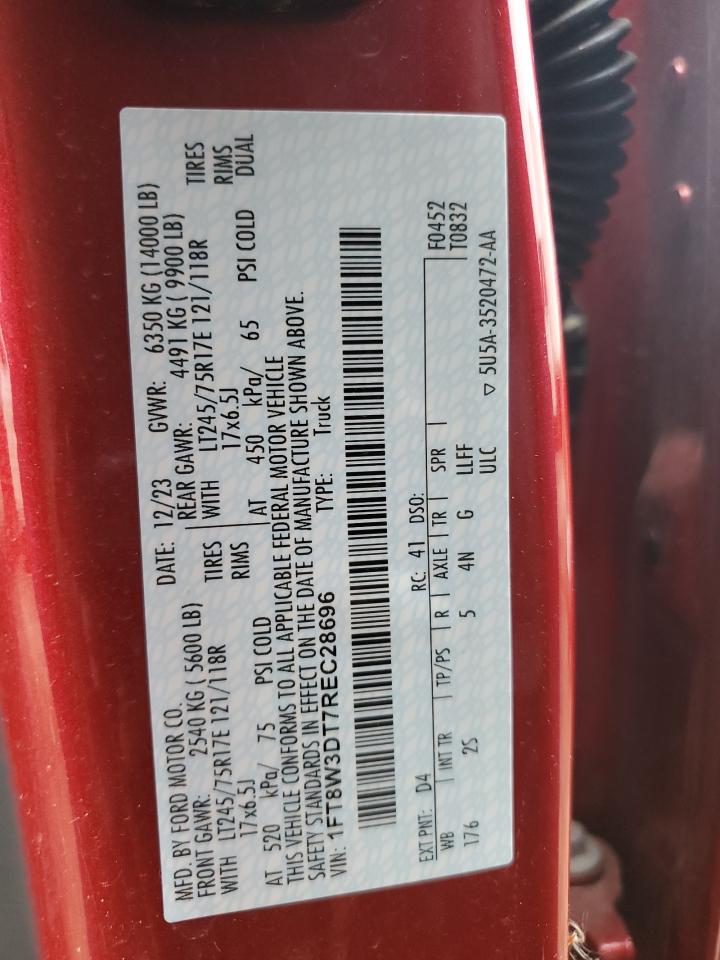 MFD. BY FORD MOTOR CO.
DATE: 12/23 GVWR: 6350 KG (14000 LB)
FRONT GAWR: 2540 KG ( 5600 LB)
REAR GAWR: 4491 KG ( 9900 LB)
WITH LT245/75R17E 121/118R TIRES
WITH LT245/75R17E 121/118R TIRES
17x6.5J RIMS
17x6.5J RIMS
AT 520 kPa/ 75 PSI COLD
AT 450 kPa/ 65 PSI COLD DUAL
THIS VEHICLE CONFORMS TO ALL APPLICABLE FEDERAL MOTOR VEHICLE
SAFETY STANDARDS IN EFFECT ON THE DATE OF MANUFACTURE SHOWN ABOVE.
VIN: 1FT8W3DT7REC28696 TYPE: Truck
EXT PNT: D4 RC: 41 DSO: F0452
WB INT TR TP/PS R AXLE TR SPR T0832
176 2S 5 4N G LLFF
ULC ▽ 5U5A-3520472-AA